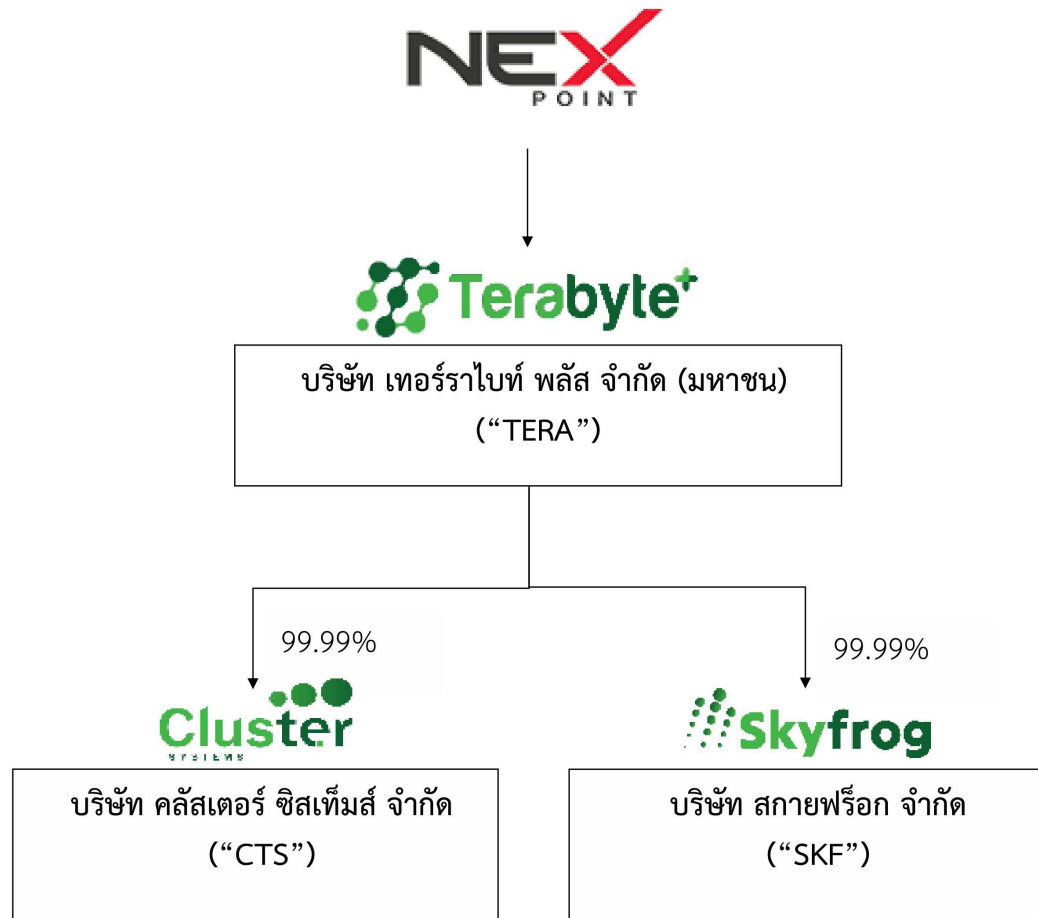 NEX
POINT
Terabyte+
บริษัท เทอร์ราไบท์ พลัส จำกัด (มหาชน)
(“TERA”)
99.99%
99.99%
Cluster
SYSTEMS
Skyfrog
บริษัท คลัสเตอร์ ซิสเท็มส์ จำกัด
(“CTS”)
บริษัท สกายฟร็อก จำกัด
(“SKF”)